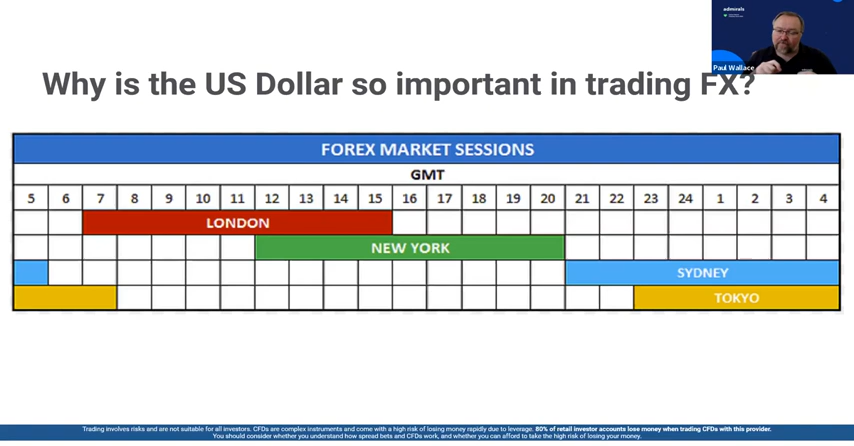 admirals
Paul Wallace
Why is the US Dollar so important in trading FX?
FOREX MARKET SESSIONS
GMT
5 6 7 8 9 10 11 12 13 14 15 16 17 18 19 20 21 22 23 24 1 2 3 4
LONDON
NEW YORK
SYDNEY
TOKYO
Trading involves risks and are not suitable for all investors. CFDs are complex instruments and come with a high risk of losing money rapidly due to leverage. 80% of retail investor accounts lose money when trading CFDs with this provider.
You should consider whether you understand how spread bets and CFDs work, and whether you can afford to take the high risk of losing your money.